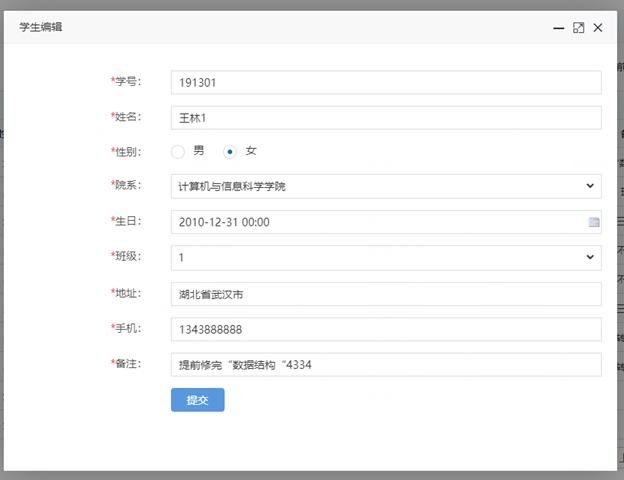 学生编辑
*学号： 191301
*姓名： 王林1
*性别： 男 女
*院系： 计算机与信息科学学院
*生日： 2010-12-31 00:00
*班级： 1
*地址： 湖北省武汉市
*手机： 1343888888
*备注： 提前修完“数据结构“4334
提交